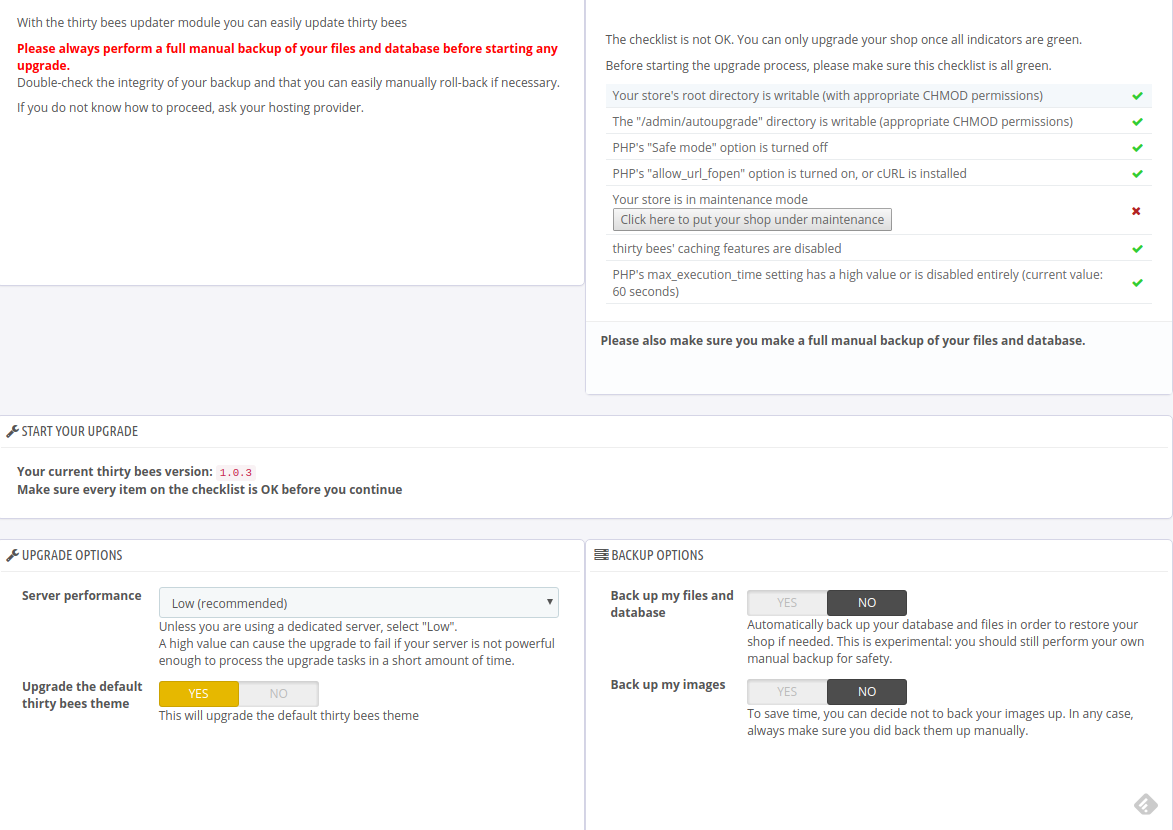 With the thirty bees updater module you can easily update thirty bees
Please always perform a full manual backup of your files and database before starting any
upgrade.
Double-check the integrity of your backup and that you can easily manually roll-back if necessary.
If you do not know how to proceed, ask your hosting provider.
The checklist is not OK. You can only upgrade your shop once all indicators are green.
Before starting the upgrade process, please make sure this checklist is all green.
Your store's root directory is writable (with appropriate CHMOD permissions)
The "/admin/autoupgrade" directory is writable (appropriate CHMOD permissions)
PHP's "Safe mode" option is turned off
PHP's "allow_url_fopen" option is turned on, or cURL is installed
Your store is in maintenance mode
Click here to put your shop under maintenance
thirty bees' caching features are disabled
PHP's max_execution_time setting has a high value or is disabled entirely (current value:
60 seconds)
Please also make sure you make a full manual backup of your files and database.
START YOUR UPGRADE
Your current thirty bees version: 1.0.3
Make sure every item on the checklist is OK before you continue
UPGRADE OPTIONS
Server performance
Low (recommended)
Unless you are using a dedicated server, select "Low".
A high value can cause the upgrade to fail if your server is not powerful
enough to process the upgrade tasks in a short amount of time.
Upgrade the default
thirty bees theme
YES NO
This will upgrade the default thirty bees theme
BACKUP OPTIONS
Back up my files and
database
YES NO
Automatically back up your database and files in order to restore your
shop if needed. This is experimental: you should still perform your own
manual backup for safety.
Back up my images
YES NO
To save time, you can decide not to back your images up. In any case,
always make sure you did back them up manually.